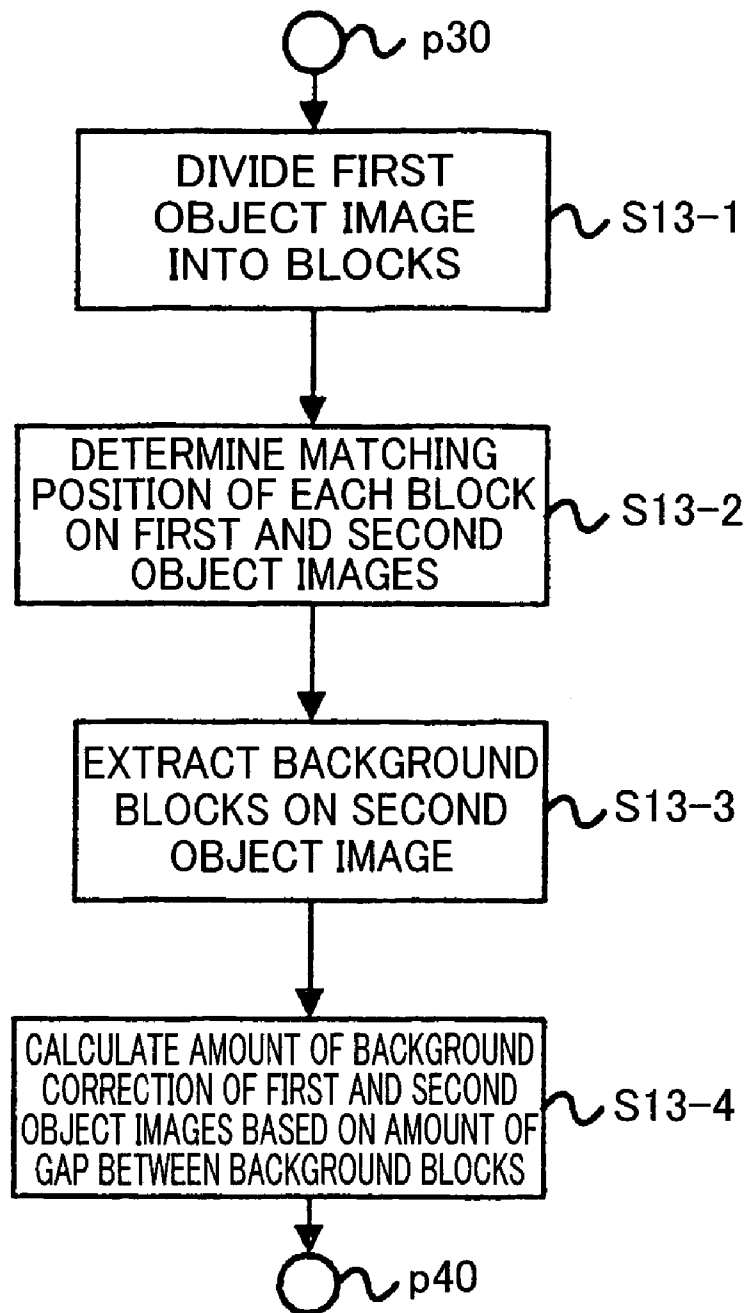 p30
DIVIDE FIRST
OBJECT IMAGE
INTO BLOCKS
S13-1
DETERMINE MATCHING
POSITION OF EACH BLOCK
ON FIRST AND SECOND
OBJECT IMAGES
S13-2
EXTRACT BACKGROUND
BLOCKS ON SECOND
OBJECT IMAGE
S13-3
CALCULATE AMOUNT OF BACKGROUND
CORRECTION OF FIRST AND SECOND
OBJECT IMAGES BASED ON AMOUNT OF
GAP BETWEEN BACKGROUND BLOCKS
S13-4
p40